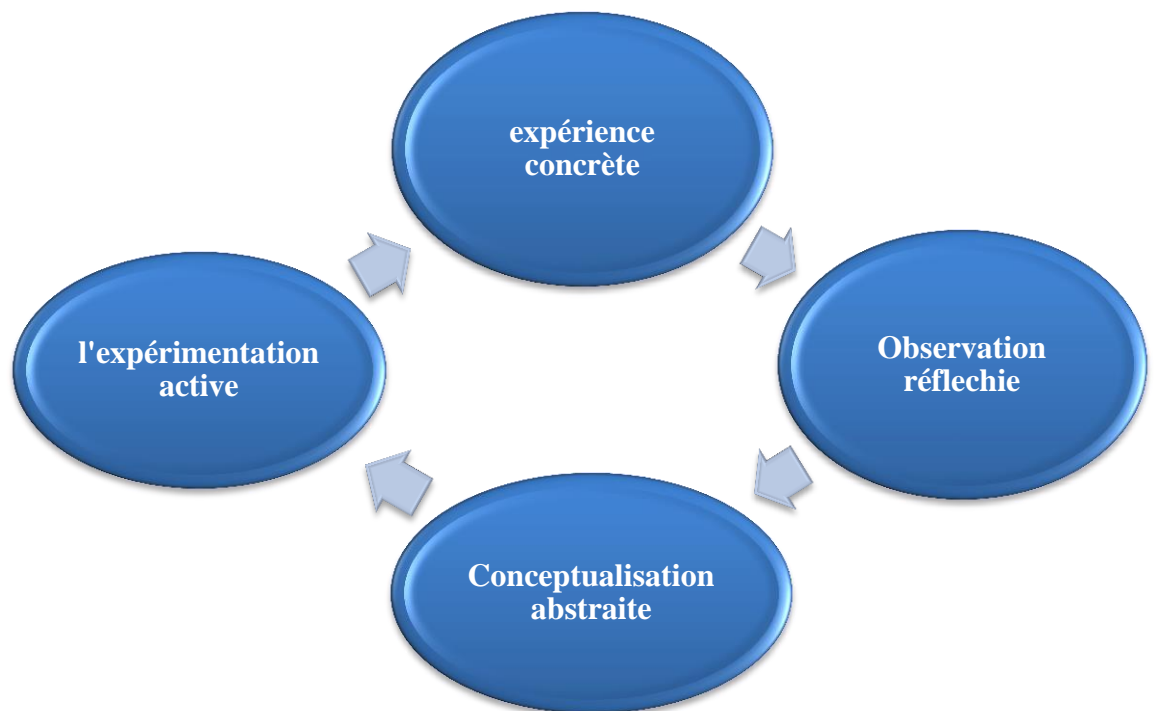 expérience
concrète
Observation
réflechie
Conceptualisation
abstraite
l'expérimentation
active